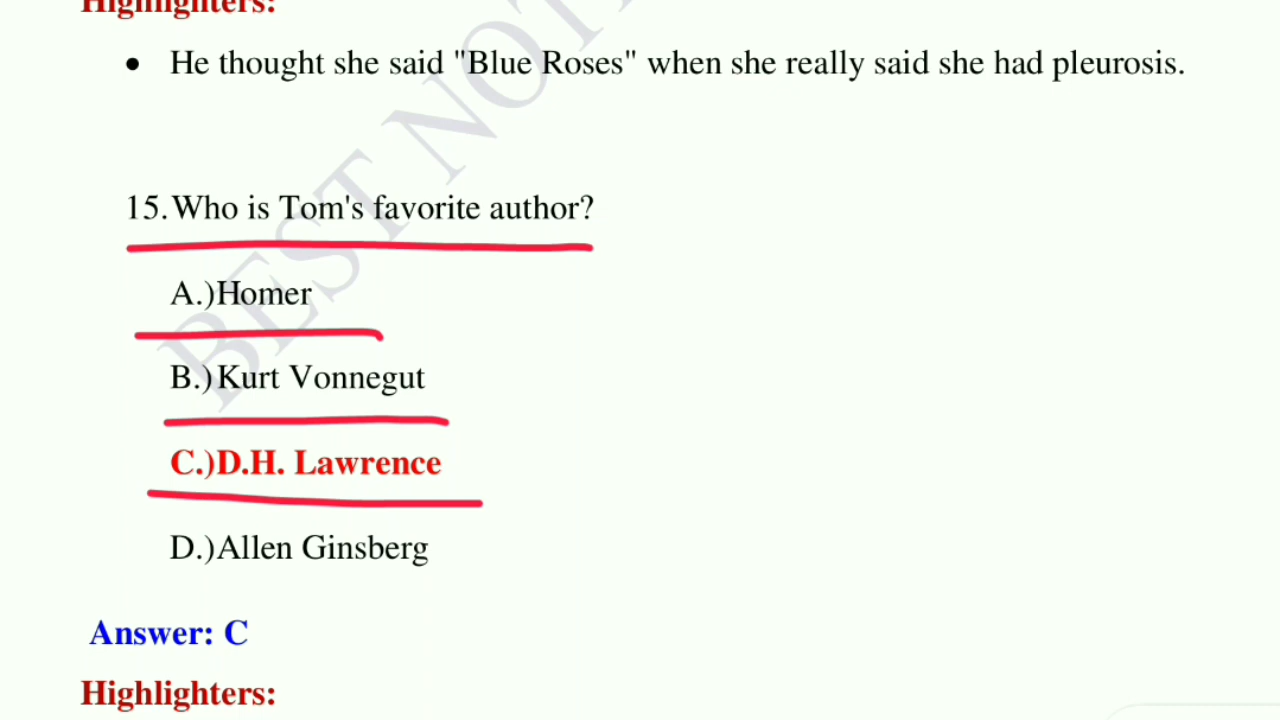 Highlighters:
• He thought she said "Blue Roses" when she really said she had pleurosis.
15. Who is Tom's favorite author?
A.) Homer
B.) Kurt Vonnegut
C.) D.H. Lawrence
D.) Allen Ginsberg
Answer: C
Highlighters:
BEST